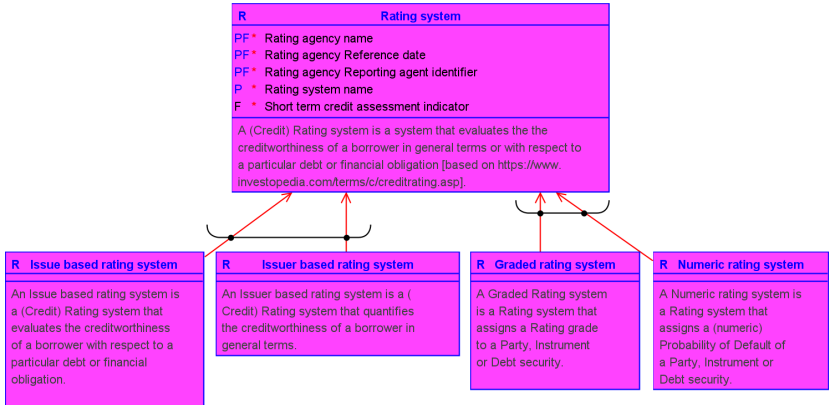 R Rating system
PF * Rating agency name
PF * Rating agency Reference date
PF * Rating agency Reporting agent identifier
P * Rating system name
F * Short term credit assessment indicator
A (Credit) Rating system is a system that evaluates the the
creditworthiness of a borrower in general terms or with respect to
a particular debt or financial obligation [based on https://www.
investopedia.com/terms/c/creditrating.asp].
R Issue based rating system
An Issue based rating system is
a (Credit) Rating system that
evaluates the creditworthiness
of a borrower with respect to a
particular debt or financial
obligation.
R Issuer based rating system
An Issuer based rating system is a (
Credit) Rating system that quantifies
the creditworthiness of a borrower in
general terms.
R Graded rating system
A Graded Rating system
is a Rating system that
assigns a Rating grade
to a Party, Instrument
or Debt security.
R Numeric rating system
A Numeric rating system is
a Rating system that
assigns a (numeric)
Probability of Default of
a Party, Instrument or
Debt security.